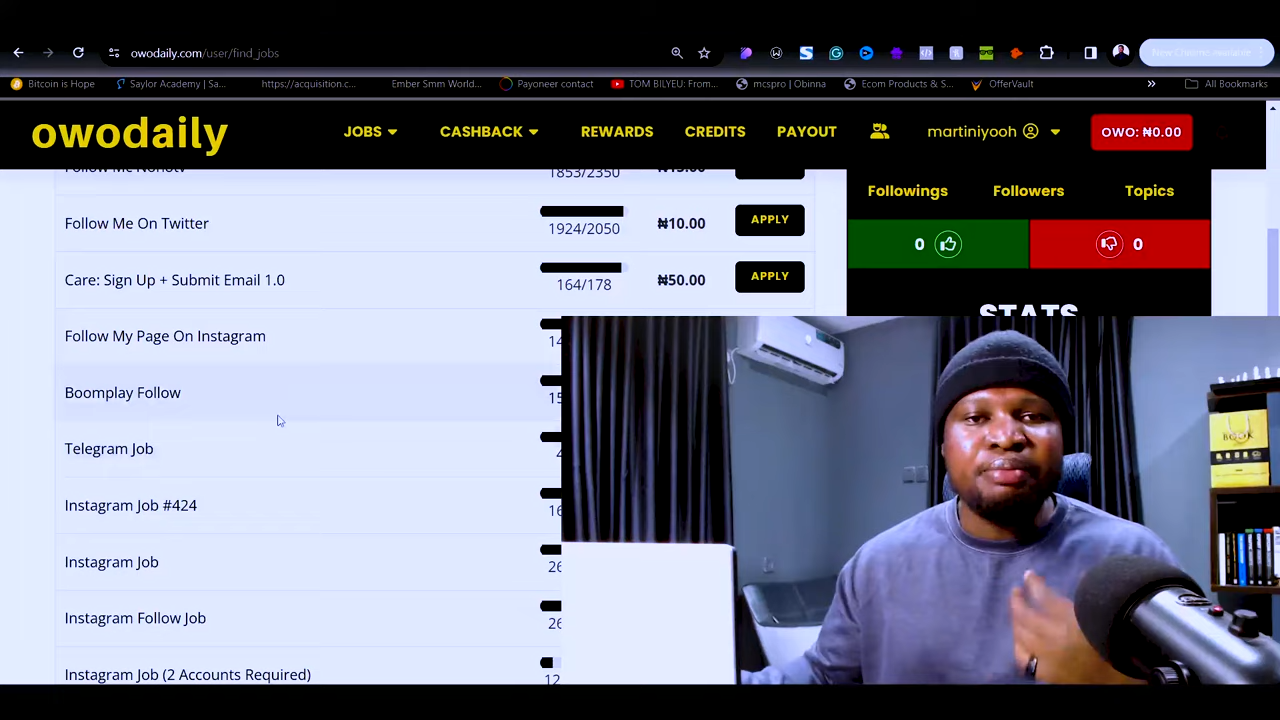 owodaily.com/user/find_jobs
New Chrome available
Bitcoin is Hope
Saylor Academy | Sa...
https://acquisition.c...
Ember Smm World...
Payoneer contact
TOM BILYEU: From...
mcspro | Obinna
Ecom Products & S...
OfferVault
»
All Bookmarks
owodaily
JOBS
CASHBACK
REWARDS
CREDITS
PAYOUT
martiniyooh
OWO: ₦0.00
1853/2350
Follow Me On Twitter
1924/2050
₦10.00
APPLY
Care: Sign Up + Submit Email 1.0
164/178
₦50.00
APPLY
Follow My Page On Instagram
Boomplay Follow
Telegram Job
Instagram Job #424
Instagram Job
Instagram Follow Job
Instagram Job (2 Accounts Required)
Followings
Followers
Topics
0
0
STATS
BOOK